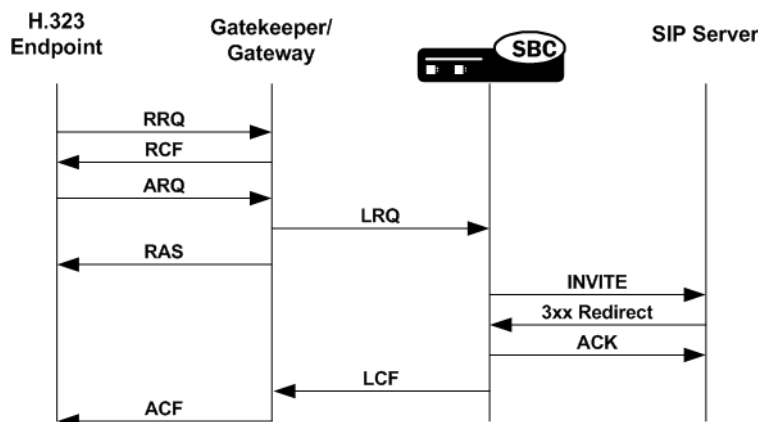 H.323
Endpoint
Gatekeeper/
Gateway
SBC
SIP Server
RRQ
RCF
ARQ
LRQ
RAS
INVITE
3xx Redirect
ACK
LCF
ACF